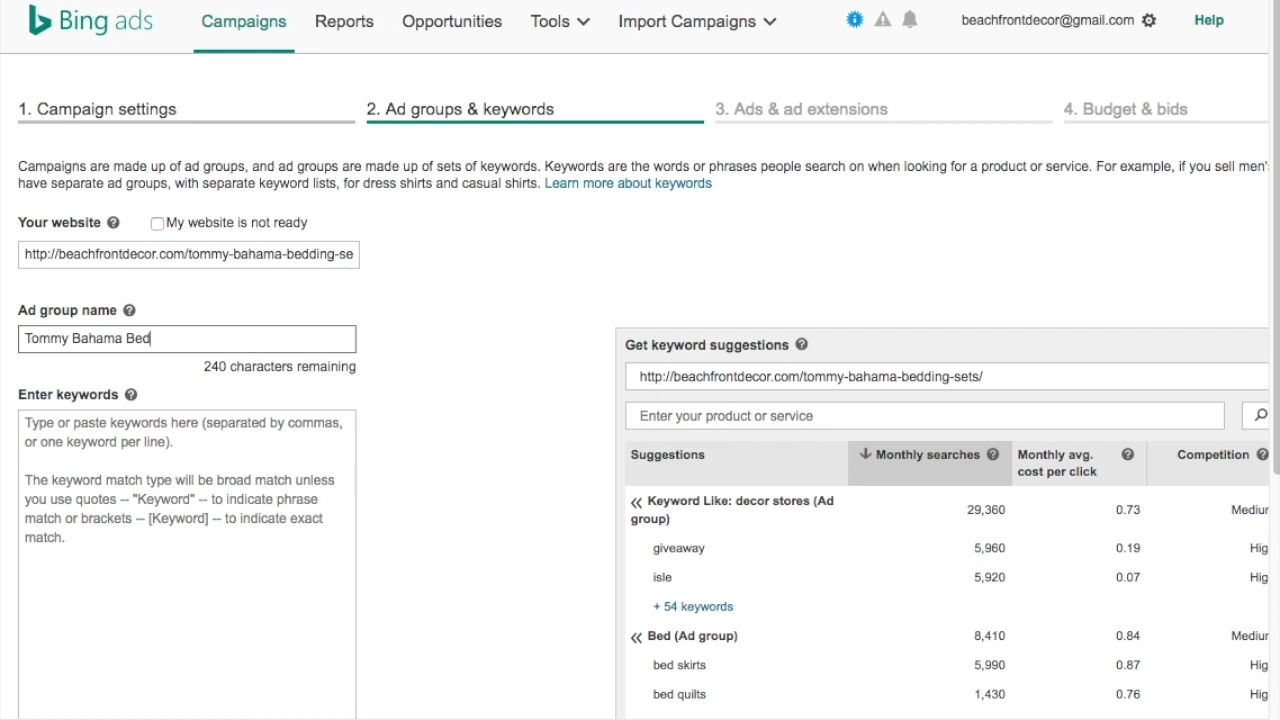 Bing ads
Campaigns Reports Opportunities Tools Import Campaigns beachfrontdecor@gmail.com Help
1. Campaign settings 2. Ad groups & keywords 3. Ads & ad extensions 4. Budget & bids
Campaigns are made up of ad groups, and ad groups are made up of sets of keywords. Keywords are the words or phrases people search on when looking for a product or service. For example, if you sell men's
have separate ad groups, with separate keyword lists, for dress shirts and casual shirts. Learn more about keywords
Your website My website is not ready
http://beachfrontdecor.com/tommy-bahama-bedding-se
Ad group name
Tommy Bahama Bed
240 characters remaining
Enter keywords
Type or paste keywords here (separated by commas,
or one keyword per line).
The keyword match type will be broad match unless
you use quotes -- "Keyword" -- to indicate phrase
match or brackets -- [Keyword] -- to indicate exact
match.
Get keyword suggestions
http://beachfrontdecor.com/tommy-bahama-bedding-sets/
Enter your product or service
Suggestions Monthly searches Monthly avg. Competition
cost per click
Keyword Like: decor stores (Ad
group) 29,360 0.73 Mediur
giveaway 5,960 0.19 Hig
isle 5,920 0.07 Hig
+ 54 keywords
Bed (Ad group) 8,410 0.84 Mediur
bed skirts 5,990 0.87 Hig
bed quilts 1,430 0.76 Hig